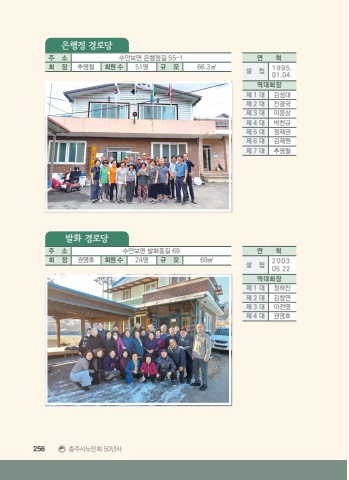 은행정 경로당
주 소 수안보면 은행정길 55-1
회 장 추명철 회원 수 51명 규 모 66.3㎡
연 혁
설 립 1995. 01.04.
역대회장
제 1 대 김성대
제 2 대 진광국
제 3 대 이응삼
제 4 대 박천규
제 5 대 정재권
제 6 대 김재현
제 7 대 추명철
발화 경로당
주 소 수안보면 발화동길 69
회 장 권영호 회원 수 24명 규 모 69㎡
연 혁
설 립 2003. 05.22.
역대회장
제 1 대 정하진
제 2 대 김창연
제 3 대 이전영
제 4 대 권영호
256 충주시노인회 50년사